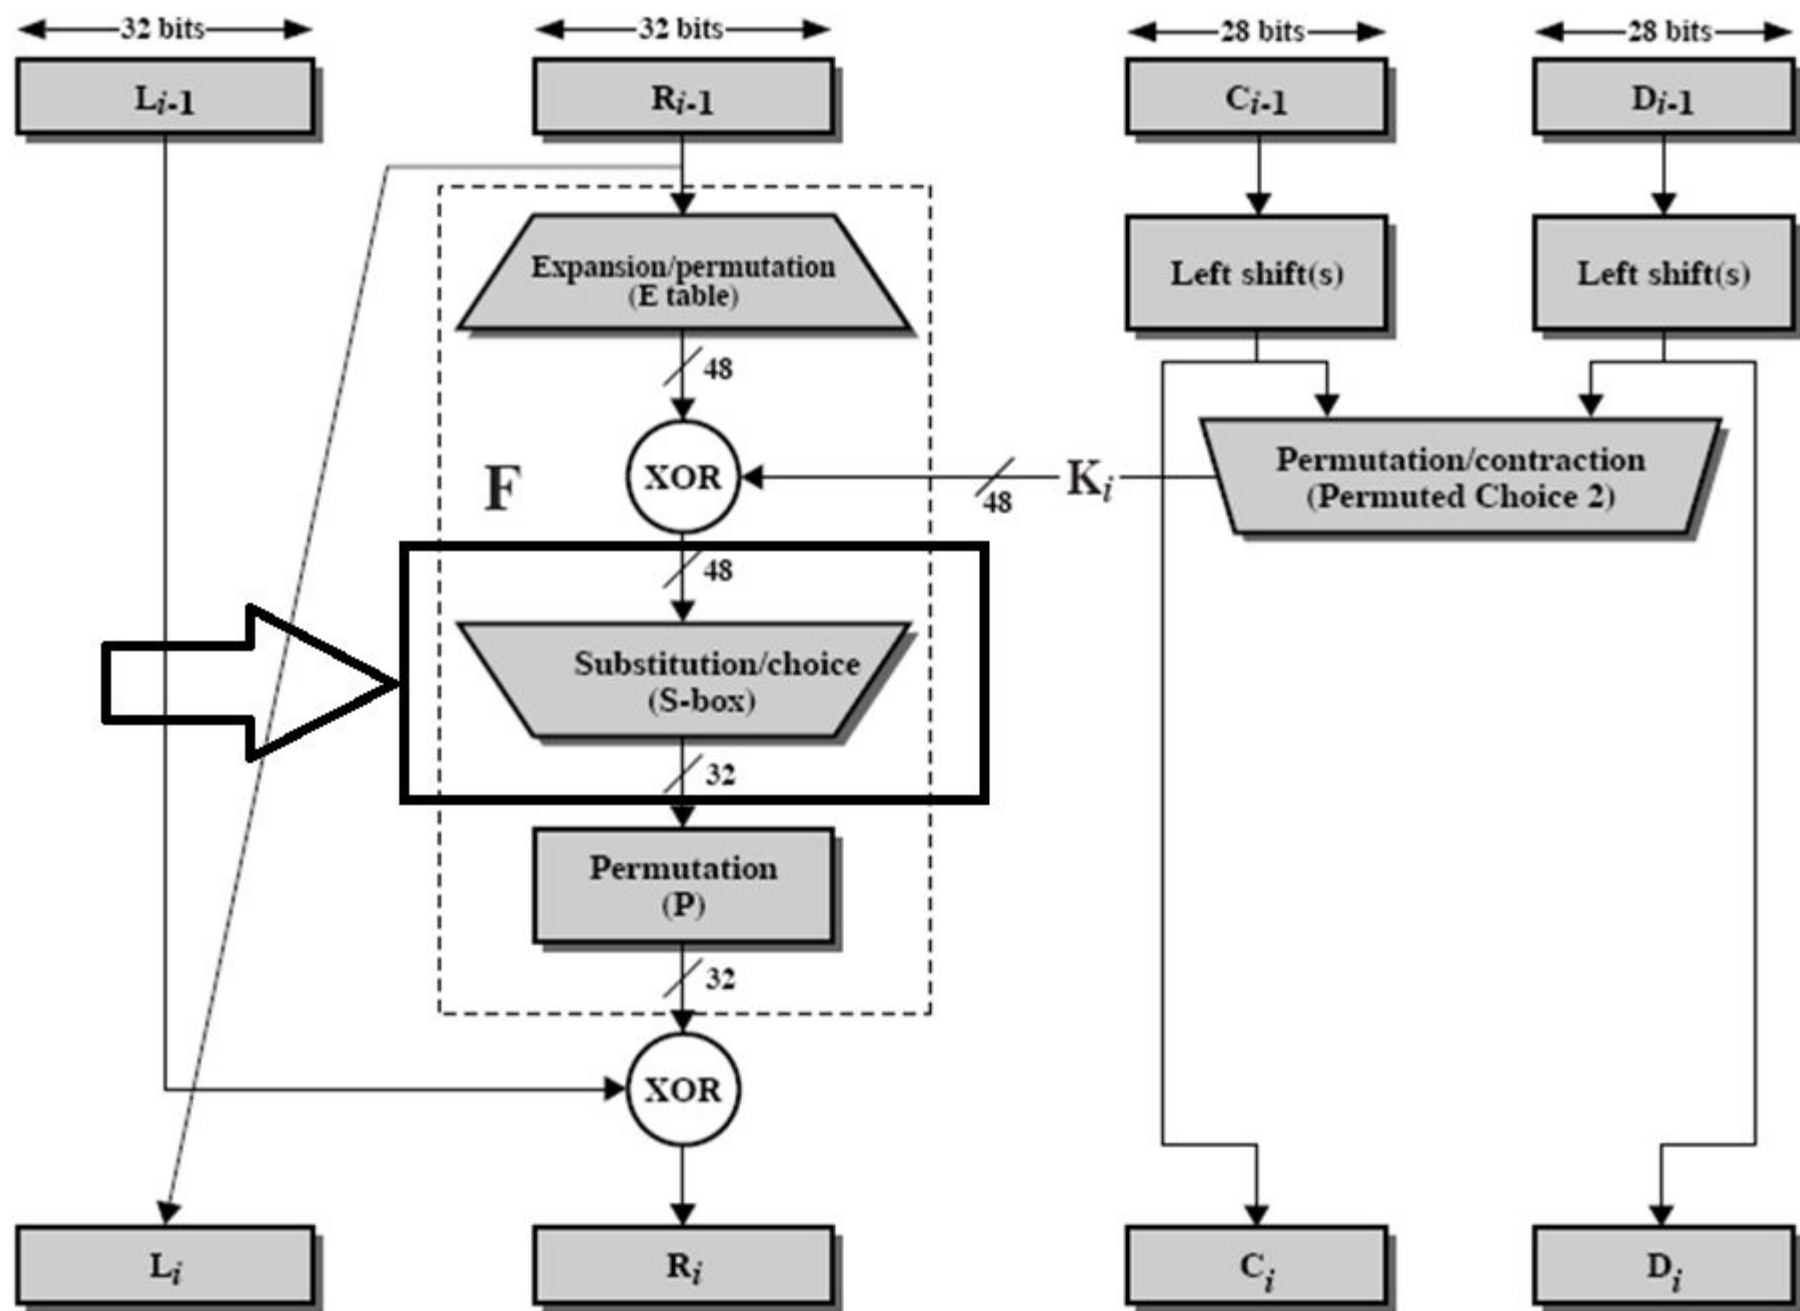 32 bits
32 bits
28 bits
28 bits
Li-1
Ri-1
Ci-1
Di-1
Expansion/permutation
(E table)
Left shift(s)
Left shift(s)
48
F
XOR
48
Ki
Permutation/contraction
(Permuted Choice 2)
48
Substitution/choice
(S-box)
32
Permutation
(P)
32
XOR
Li
Ri
Ci
Di